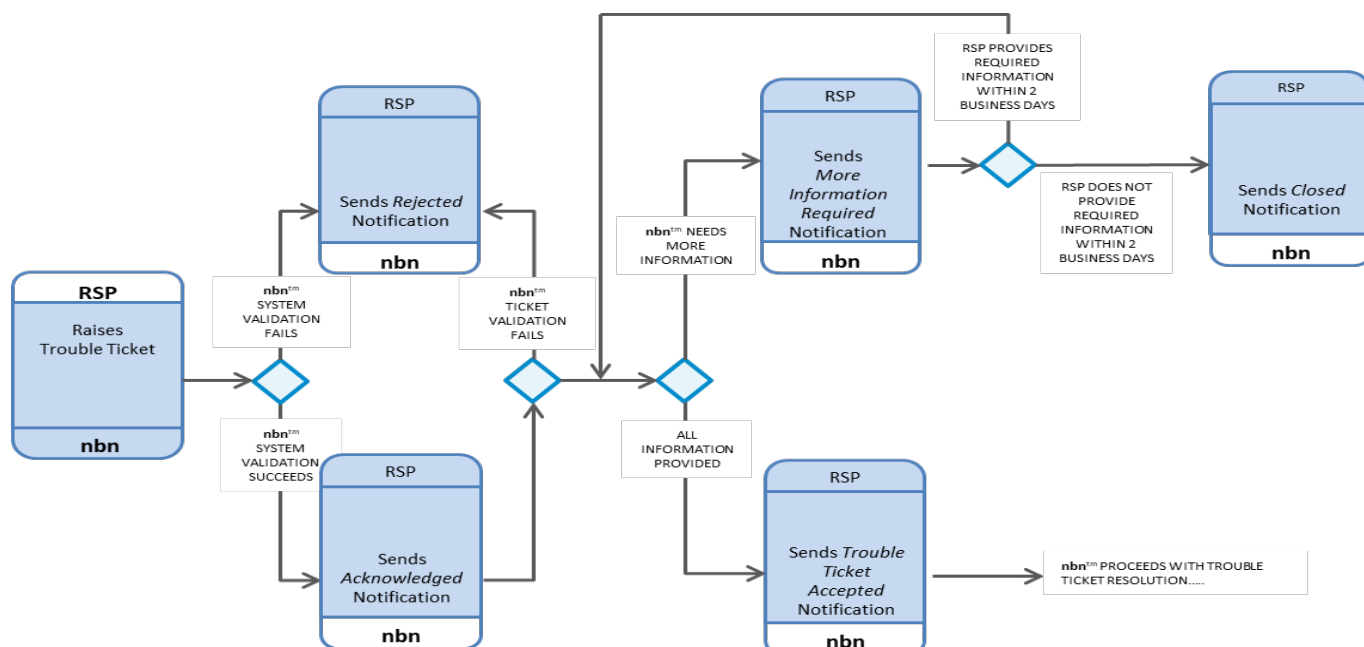 RSP
Raises
Trouble Ticket
nbn
nbn™
SYSTEM
VALIDATION
FAILS
nbn™
SYSTEM
VALIDATION
SUCCEEDS
RSP
Sends Rejected
Notification
nbn
RSP
Sends
Acknowledged
Notification
nbn
nbn™
TICKET
VALIDATION
FAILS
nbn™ NEEDS
MORE
INFORMATION
ALL
INFORMATION
PROVIDED
RSP
Sends
More
Information
Required
Notification
nbn
RSP
Sends Trouble
Ticket
Accepted
Notification
nbn
RSP PROVIDES
REQUIRED
INFORMATION
WITHIN 2
BUSINESS DAYS
RSP DOES NOT
PROVIDE
REQUIRED
INFORMATION
WITHIN 2
BUSINESS DAYS
RSP
Sends Closed
Notification
nbn
nbn™ PROCEEDS WITH TROUBLE
TICKET RESOLUTION.....